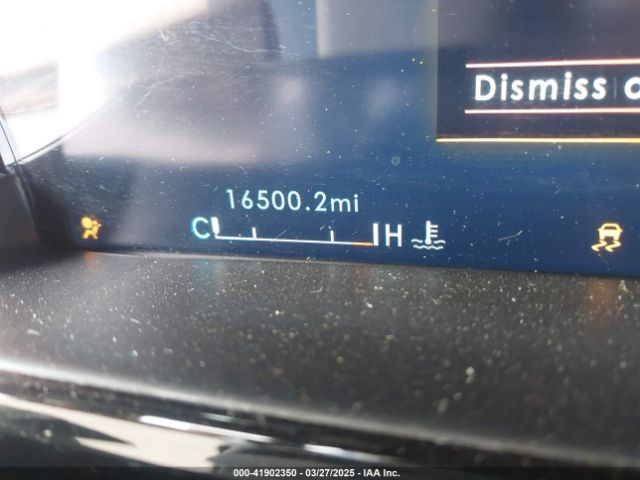 Dismiss
16500.2mi
C H
000-41902350 - 03/27/2025 - IAA Inc.